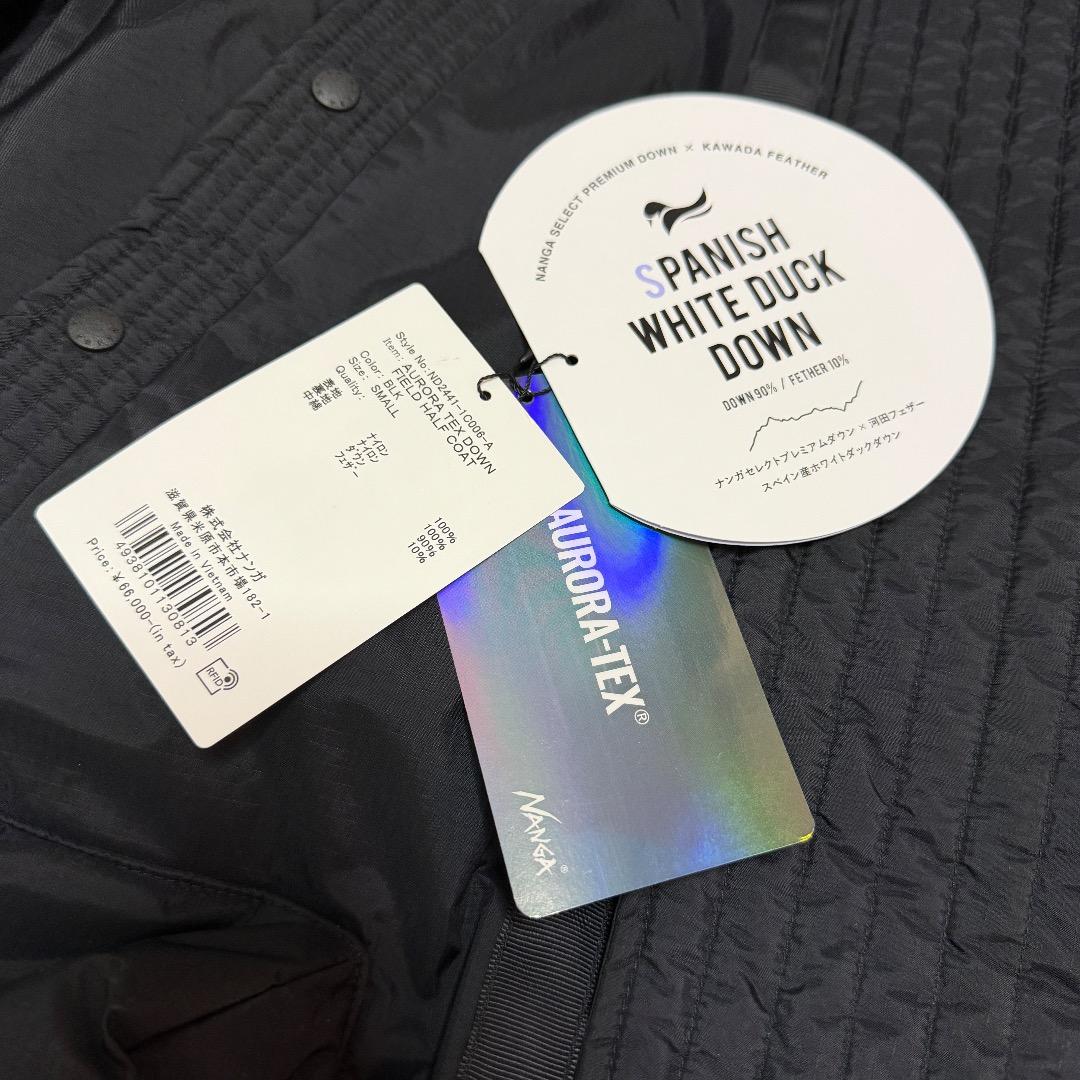 NANGA SELECT PREMIUM DOWN × KAWADA FEATHER
SPANISH
WHITE DUCK
DOWN
DOWN 90% / FETHER 10%
ナンガセレクトプレミアムダウン × 河田フェザー
スペイン産ホワイトダックダウン
Style No:ND2441-1C006-A
Item: AURORA TEX DOWN
FIELD HALF COAT
Color: BLK
Size: SMALL
Quality:
表地 ナイロン 100%
裏地 ナイロン 100%
中綿 ダウン 90%
フェザー 10%
株式会社ナンガ
滋賀県米原市本市場182-1
Made in Vietnam
4938101130813
Price:¥66,000-(in tax)
RFID
AURORA-TEX®
NANGA®